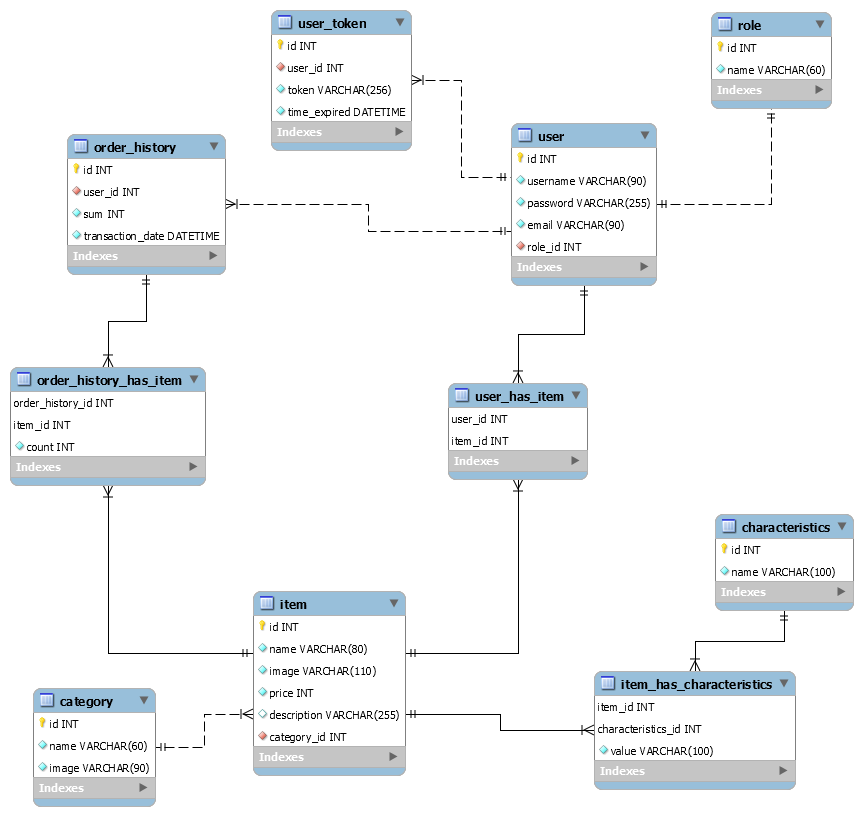 user_token
id INT
user_id INT
token VARCHAR(256)
time_expired DATETIME
Indexes
role
id INT
name VARCHAR(60)
Indexes
order_history
id INT
user_id INT
sum INT
transaction_date DATETIME
Indexes
user
id INT
username VARCHAR(90)
password VARCHAR(255)
email VARCHAR(90)
role_id INT
Indexes
order_history_has_item
order_history_id INT
item_id INT
count INT
Indexes
user_has_item
user_id INT
item_id INT
Indexes
characteristics
id INT
name VARCHAR(100)
Indexes
item
id INT
name VARCHAR(80)
image VARCHAR(110)
price INT
description VARCHAR(255)
category_id INT
Indexes
category
id INT
name VARCHAR(60)
image VARCHAR(90)
Indexes
item_has_characteristics
item_id INT
characteristics_id INT
value VARCHAR(100)
Indexes